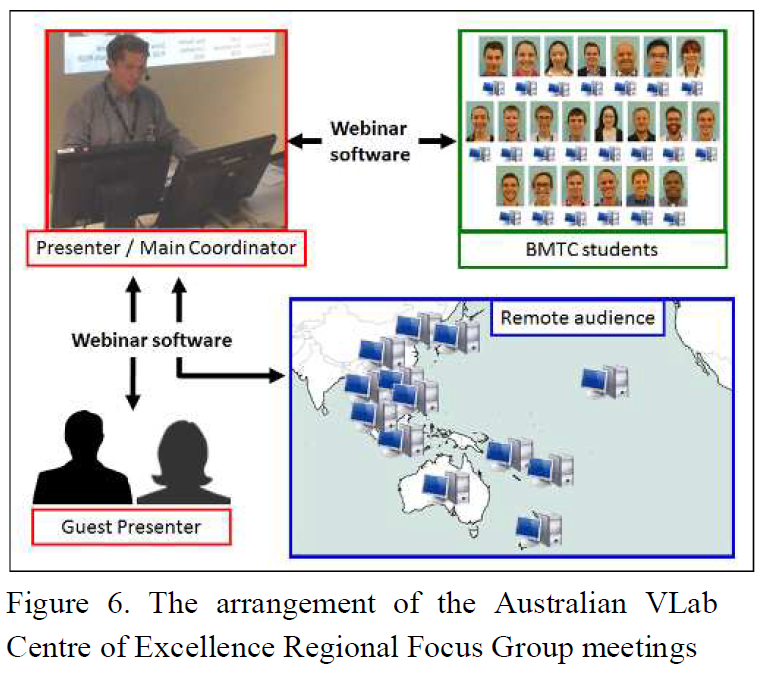 Webinar
software
Presenter / Main Coordinator
BMTC students
Webinar software
Remote audience
Guest Presenter
Figure 6. The arrangement of the Australian VLab
Centre of Excellence Regional Focus Group meetings